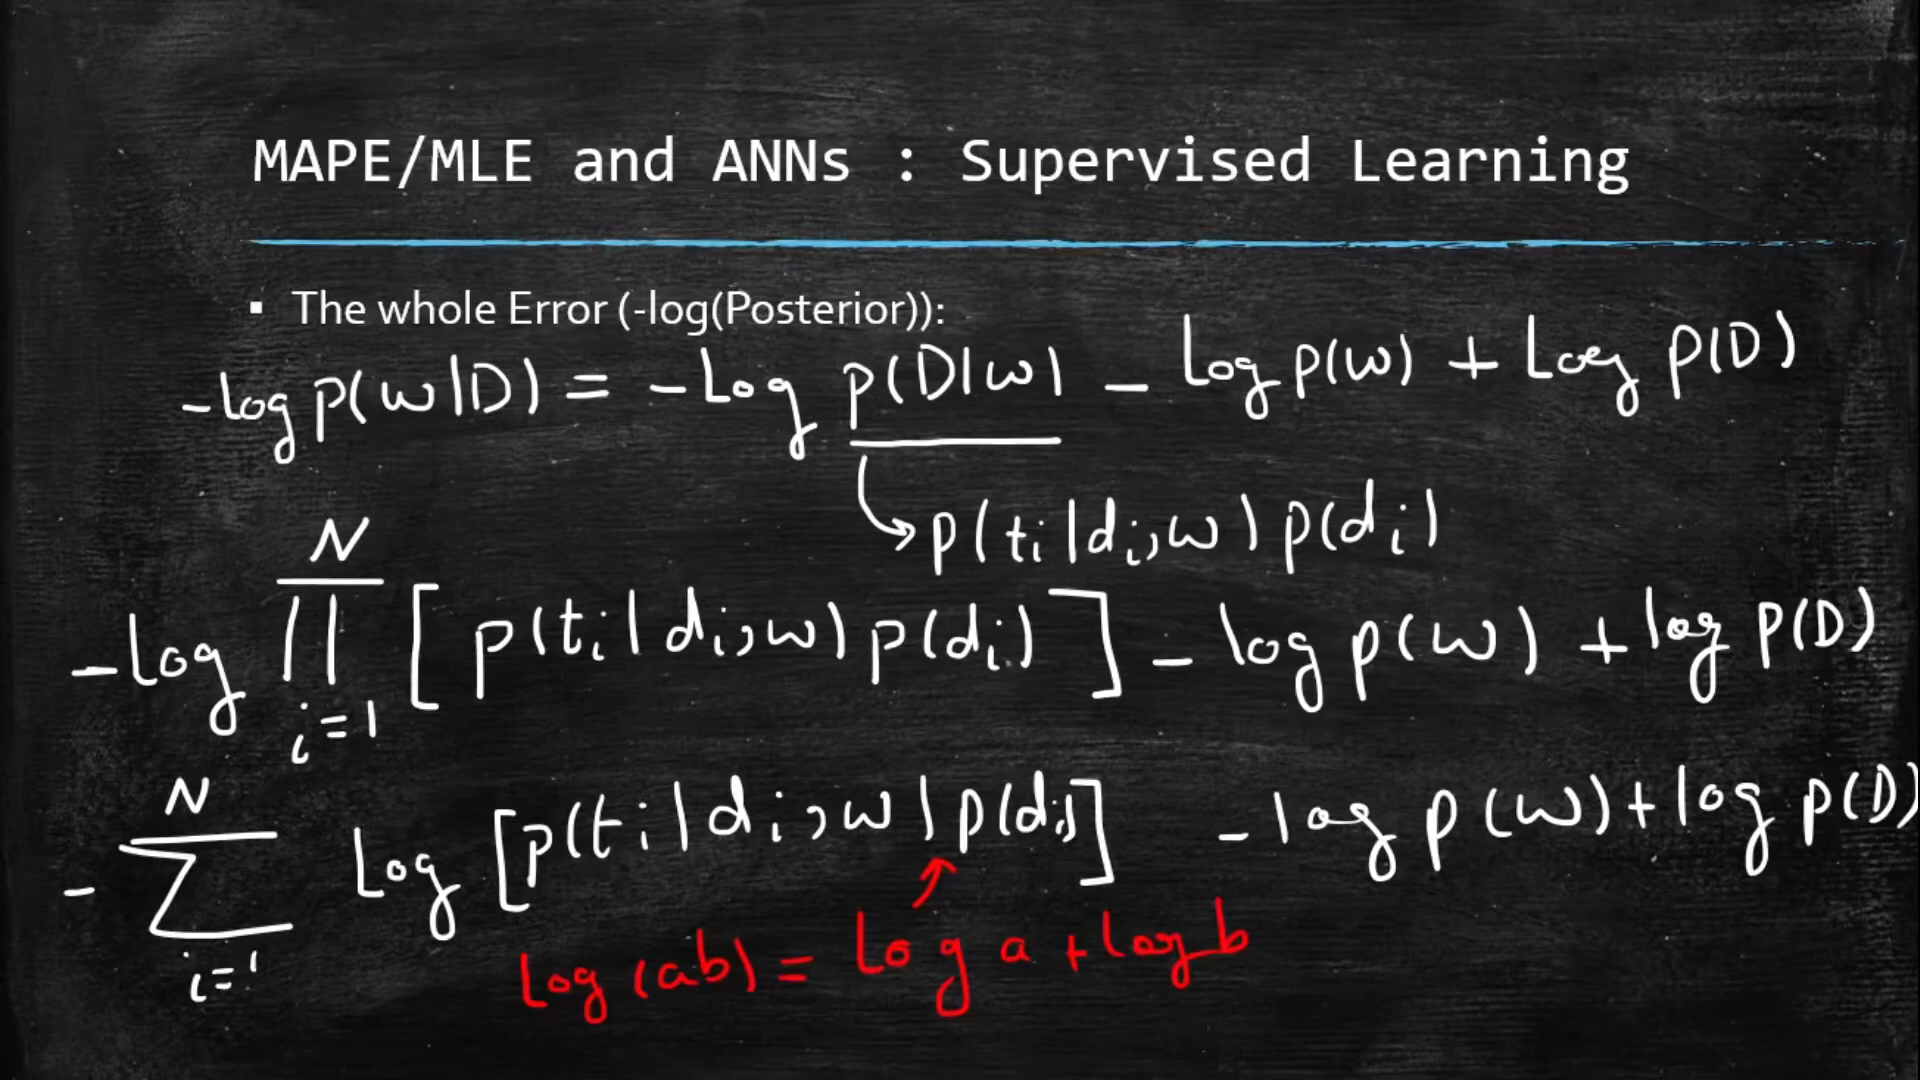 MAPE/MLE and ANNs : Supervised Learning
▪ The whole Error (-log(Posterior)):
-log p(w|D) = -Log p(D|w) - Log p(w) + Log p(D)
p(ti|di,w) p(di)
-log N ∏ i=1 [p(ti|di,w) p(di)] - log p(w) + log p(D)
- N ∑ i=1 Log [p(ti|di,w) p(di)] - log p(w) + log p(D)
Log (ab) = Log a + Log b